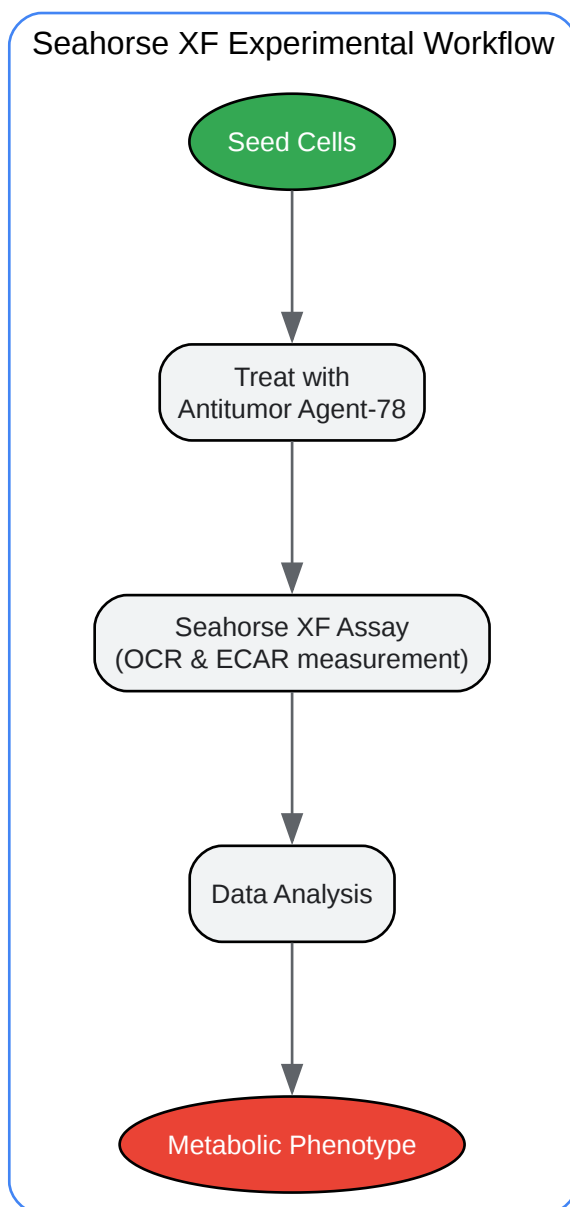 Seahorse XF Experimental Workflow
Seed Cells
Treat with
Antitumor Agent-78
Seahorse XF Assay
(OCR & ECAR measurement)
Data Analysis
Metabolic Phenotype